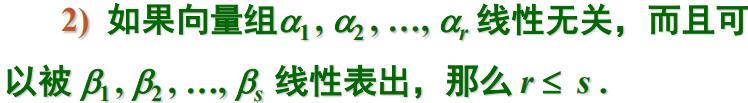 2) 如果向量组α₁, α₂, …, αᵣ 线性无关，而且可
以被 β₁, β₂, …, βₛ 线性表出，那么 r ≤ s .